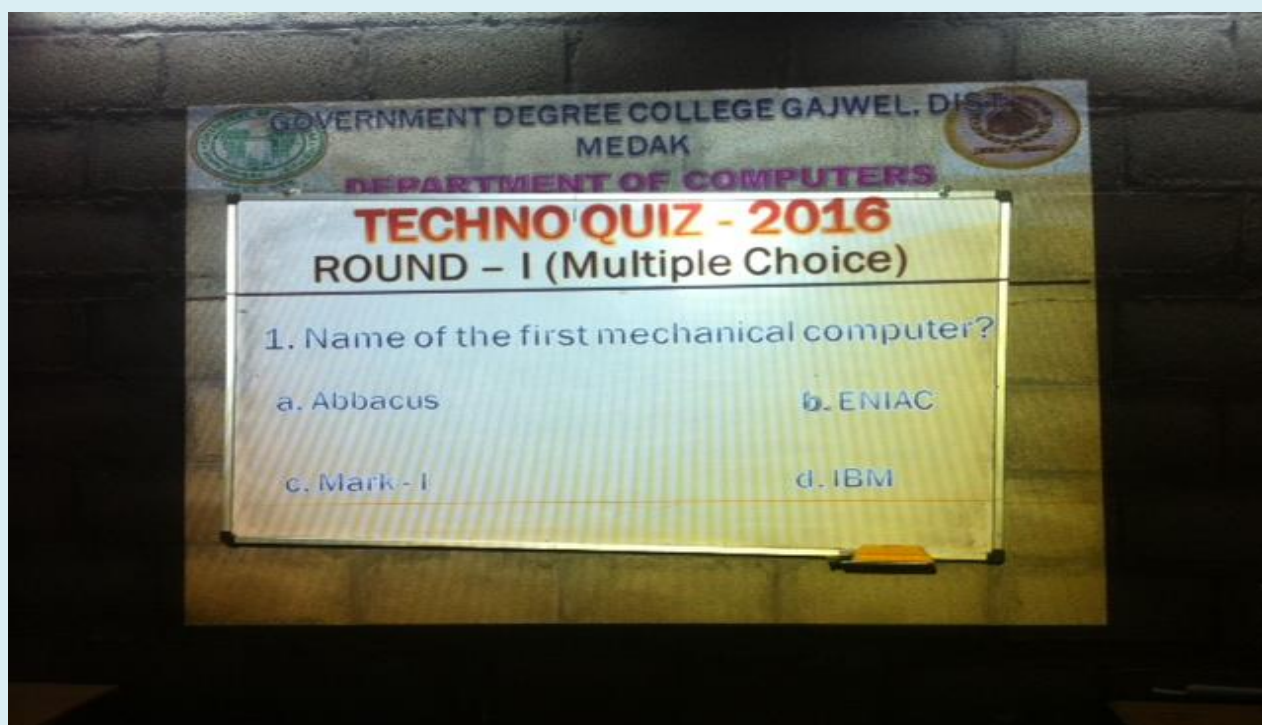 GOVERNMENT DEGREE COLLEGE GAJWEL, DIST.
MEDAK
DEPARTMENT OF COMPUTERS
TECHNO QUIZ - 2016
ROUND – I (Multiple Choice)
1. Name of the first mechanical computer?
a. Abbacus b. ENIAC
c. Mark - I d. IBM